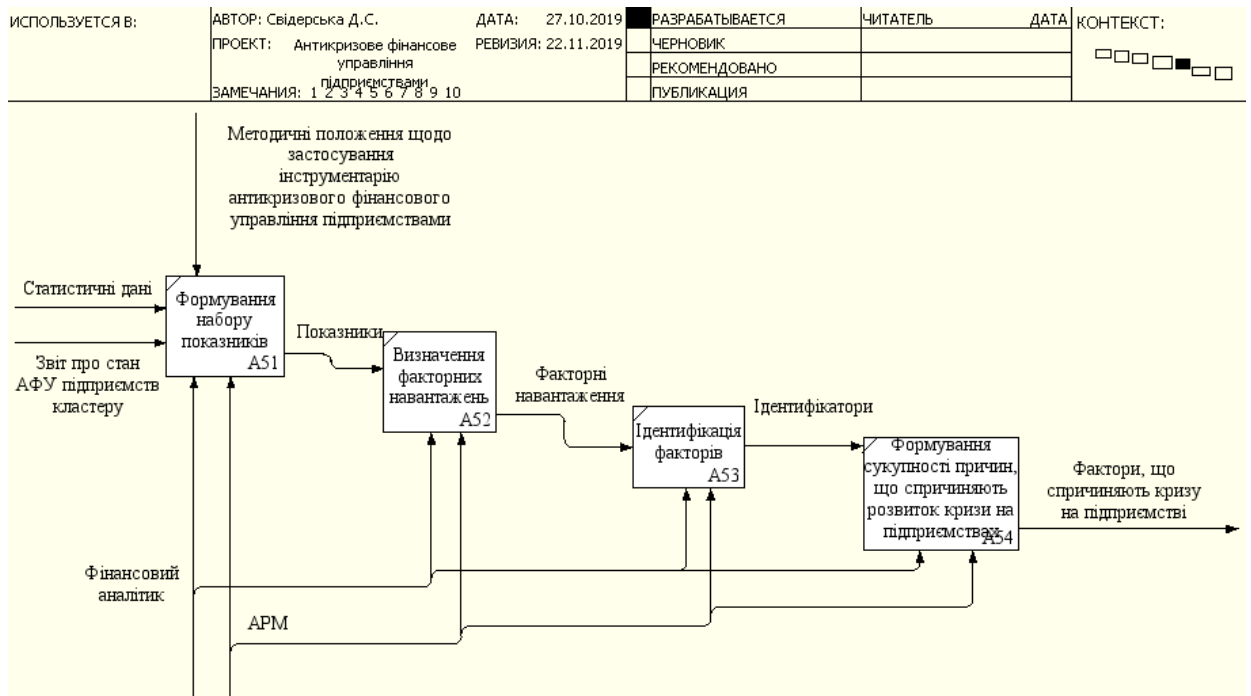 ИСПОЛЬЗУЕТСЯ В:
АВТОР: Свідерська Д.С.
ДАТА: 27.10.2019
ПРОЕКТ: Антикризове фінансове
управління
підприємствами
РЕВИЗИЯ: 22.11.2019
ЗАМЕЧАНИЯ: 1 2 3 4 5 6 7 8 9 10
РАЗРАБАТЫВАЕТСЯ
ЧЕРНОВИК
РЕКОМЕНДОВАНО
ПУБЛИКАЦИЯ
ЧИТАТЕЛЬ ДАТА
КОНТЕКСТ:
Методичні положення щодо
застосування
інструментарію
антикризового фінансового
управління підприємствами
Статистичні дані
Звіт про стан
АФУ підприємств
кластеру
Формування
набору
показників
A51
Показники
Визначення
факторних
навантажень
A52
Факторні
навантаження
Ідентифікація
факторів
A53
Ідентифікатори
Формування
сукупності причин,
що спричиняють
розвиток кризи на
підприємствах
A54
Фактори, що
спричиняють кризу
на підприємстві
Фінансовий
аналітик
АРМ